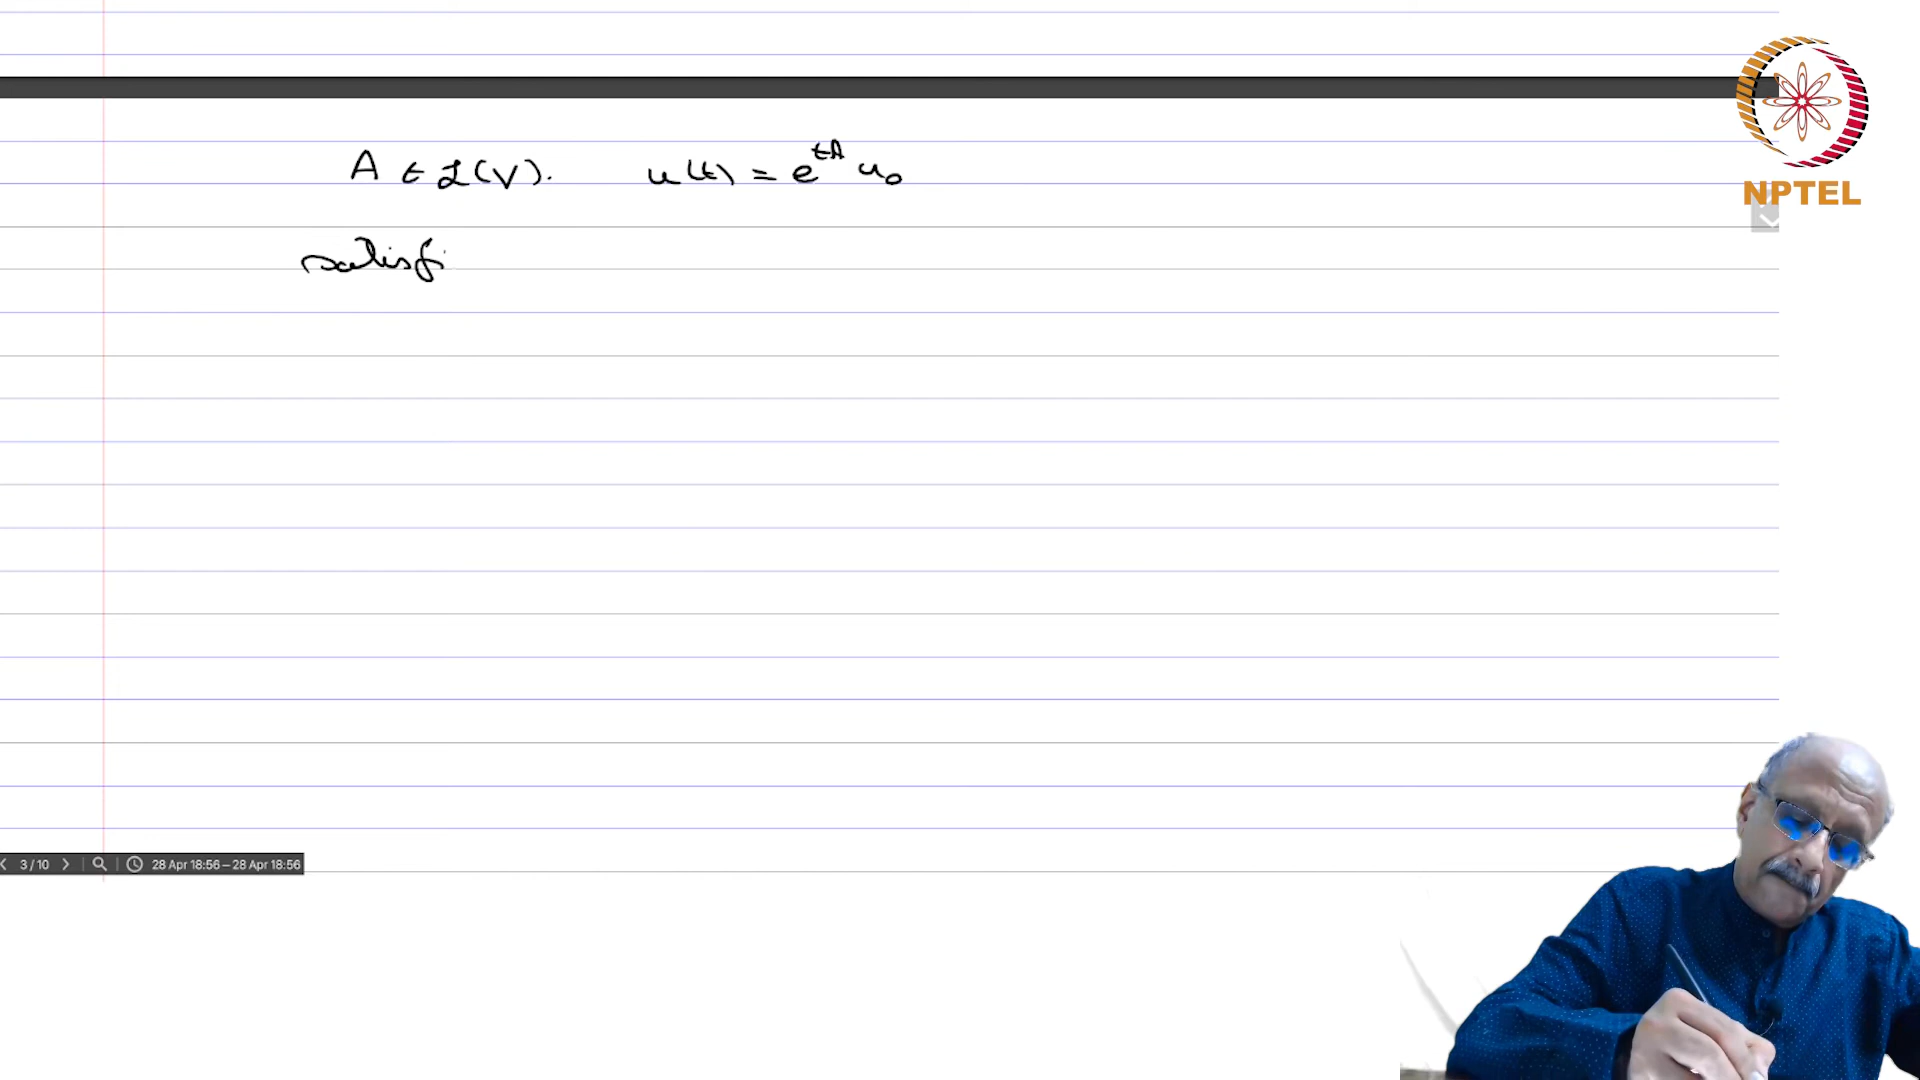 NPTEL
A ∈ ℒ(V). u(t) = e^{tA} u₀
satisfi
3 / 10 28 Apr 18:56 – 28 Apr 18:56